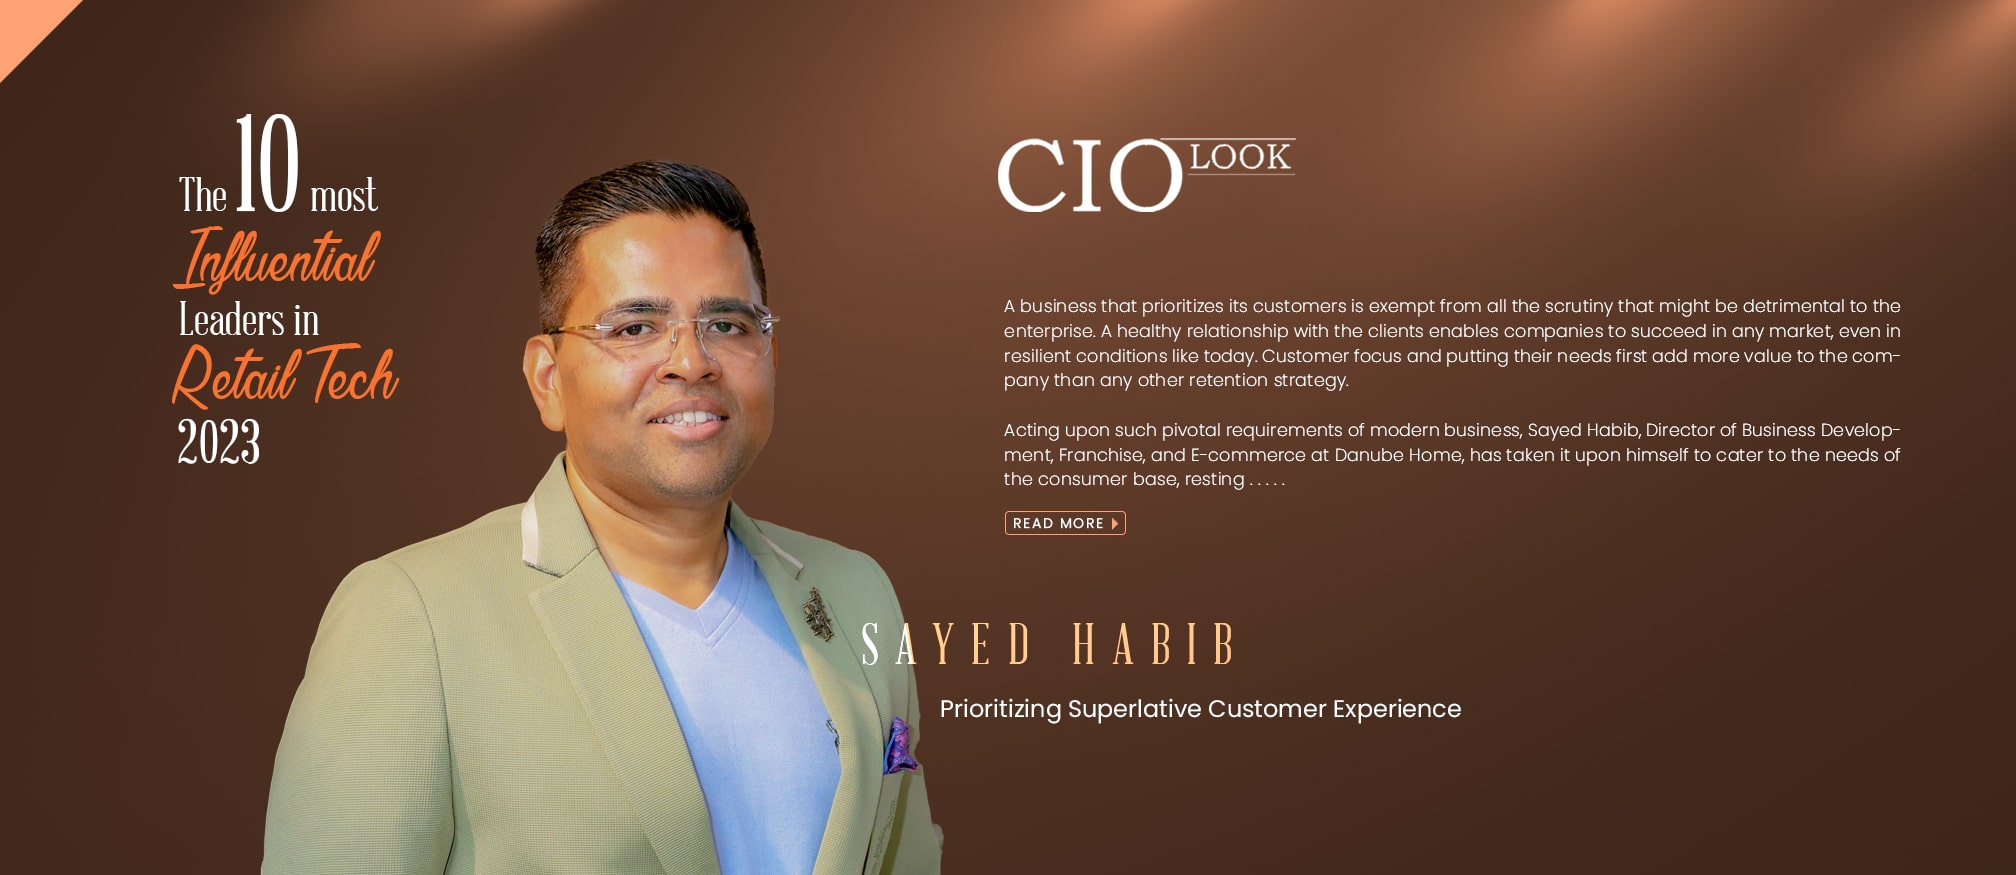 The 10 most
Influential
Leaders in
Retail Tech
2023
CIO LOOK
A business that prioritizes its customers is exempt from all the scrutiny that might be detrimental to the
enterprise. A healthy relationship with the clients enables companies to succeed in any market, even in
resilient conditions like today. Customer focus and putting their needs first add more value to the com-
pany than any other retention strategy.
Acting upon such pivotal requirements of modern business, Sayed Habib, Director of Business Develop-
ment, Franchise, and E-commerce at Danube Home, has taken it upon himself to cater to the needs of
the consumer base, resting . . . . .
READ MORE
SAYED HABIB
Prioritizing Superlative Customer Experience